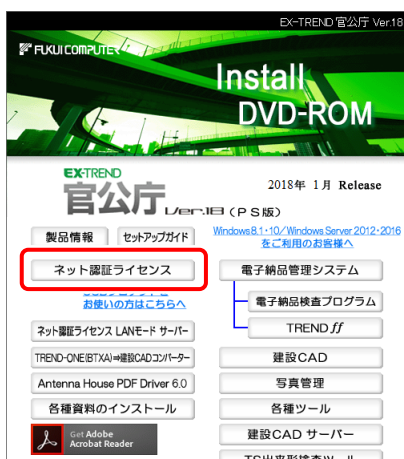 EX-TREND 官公庁 Ver.18
FUKUI COMPUTER
Install
DVD-ROM
EX-TREND
官公庁 Ver.18 (PS版)
2018年 1月 Release
製品情報
セットアップガイド
Windows8.1・10/Windows Server 2012・2016
をご利用のお客様へ
ネット認証ライセンス
お使いの方はこちらへ
ネット認証ライセンス LANモード サーバー
TREND-ONE(BTXA)⇒建設CADコンバーター
Antenna House PDF Driver 6.0
各種資料のインストール
Get Adobe
Acrobat Reader
電子納品管理システム
電子納品検査プログラム
TREND ff
建設CAD
写真管理
各種ツール
建設CAD サーバー